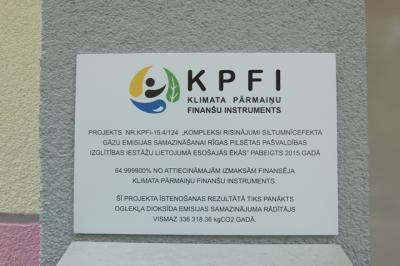 KPFI
KLIMATA PĀRMAIŅU
FINANŠU INSTRUMENTS
PROJEKTS NR.KPFI-15.4/124 „KOMPLEKSI RISINĀJUMI SILTUMNĪCEFEKTA
GĀZU EMISIJAS SAMAZINĀŠANAI RĪGAS PILSĒTAS PAŠVALDĪBAS
IZGLĪTĪBAS IESTĀŽU LIETOJUMĀ ESOŠAJĀS ĒKĀS" PABEIGTS 2015.GADĀ
64.999900% NO ATTIECINĀMAJĀM IZMAKSĀM FINANSĒJA
KLIMATA PĀRMAIŅU FINANŠU INSTRUMENTS.
ŠĪ PROJEKTA ĪSTENOŠANAS REZULTĀTĀ TIKS PANĀKTS
OGLEKĻA DIOKSĪDA EMISIJAS SAMAZINĀJUMA RĀDĪTĀJS
VISMAZ 336 318.36 kgCO2 GADĀ.